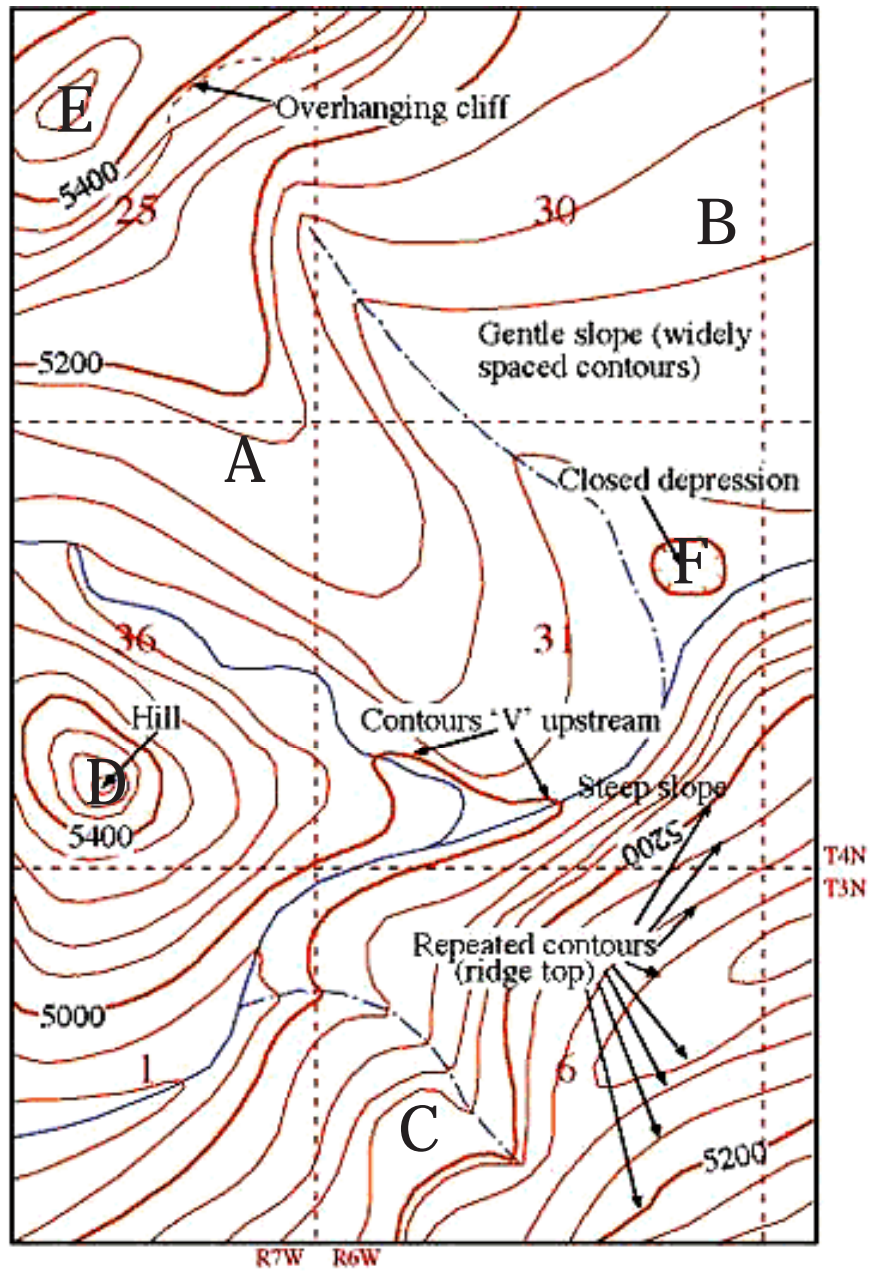 E
Overhanging cliff
5400
25
30
B
Gentle slope (widely
spaced contours)
5200
A
Closed depression
F
36
31
Hill
Contours 'V' upstream
D
Steep slope
5400
5200
T4N
T3N
Repeated contours
(ridge top)
5000
1
6
C
5200
R7W R6W